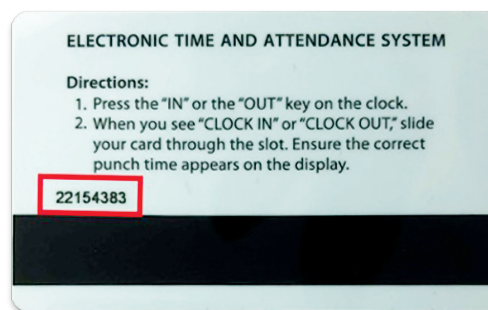 ELECTRONIC TIME AND ATTENDANCE SYSTEM
Directions:
1. Press the “IN” or the “OUT” key on the clock.
2. When you see “CLOCK IN” or “CLOCK OUT,” slide
your card through the slot. Ensure the correct
punch time appears on the display.
22154383